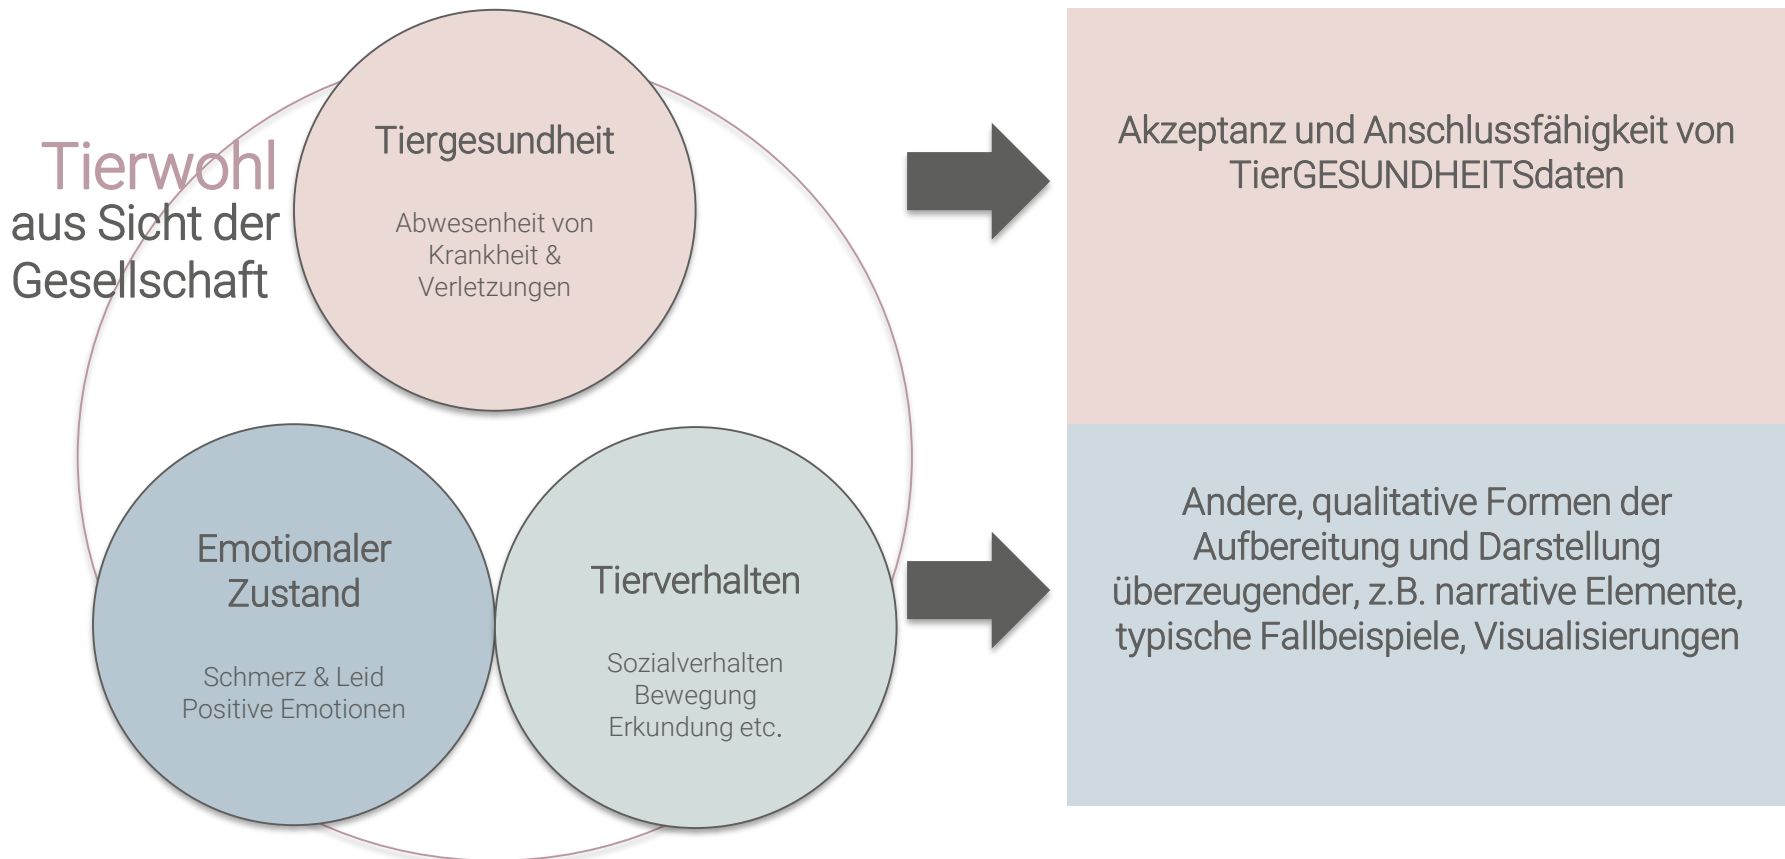 Tierwohl
aus Sicht der
Gesellschaft
Tiergesundheit
Abwesenheit von
Krankheit &
Verletzungen
Emotionaler
Zustand
Schmerz & Leid
Positive Emotionen
Tierverhalten
Sozialverhalten
Bewegung
Erkundung etc.
Akzeptanz und Anschlussfähigkeit von
TierGESUNDHEITSdaten
Andere, qualitative Formen der
Aufbereitung und Darstellung
überzeugender, z.B. narrative Elemente,
typische Fallbeispiele, Visualisierungen